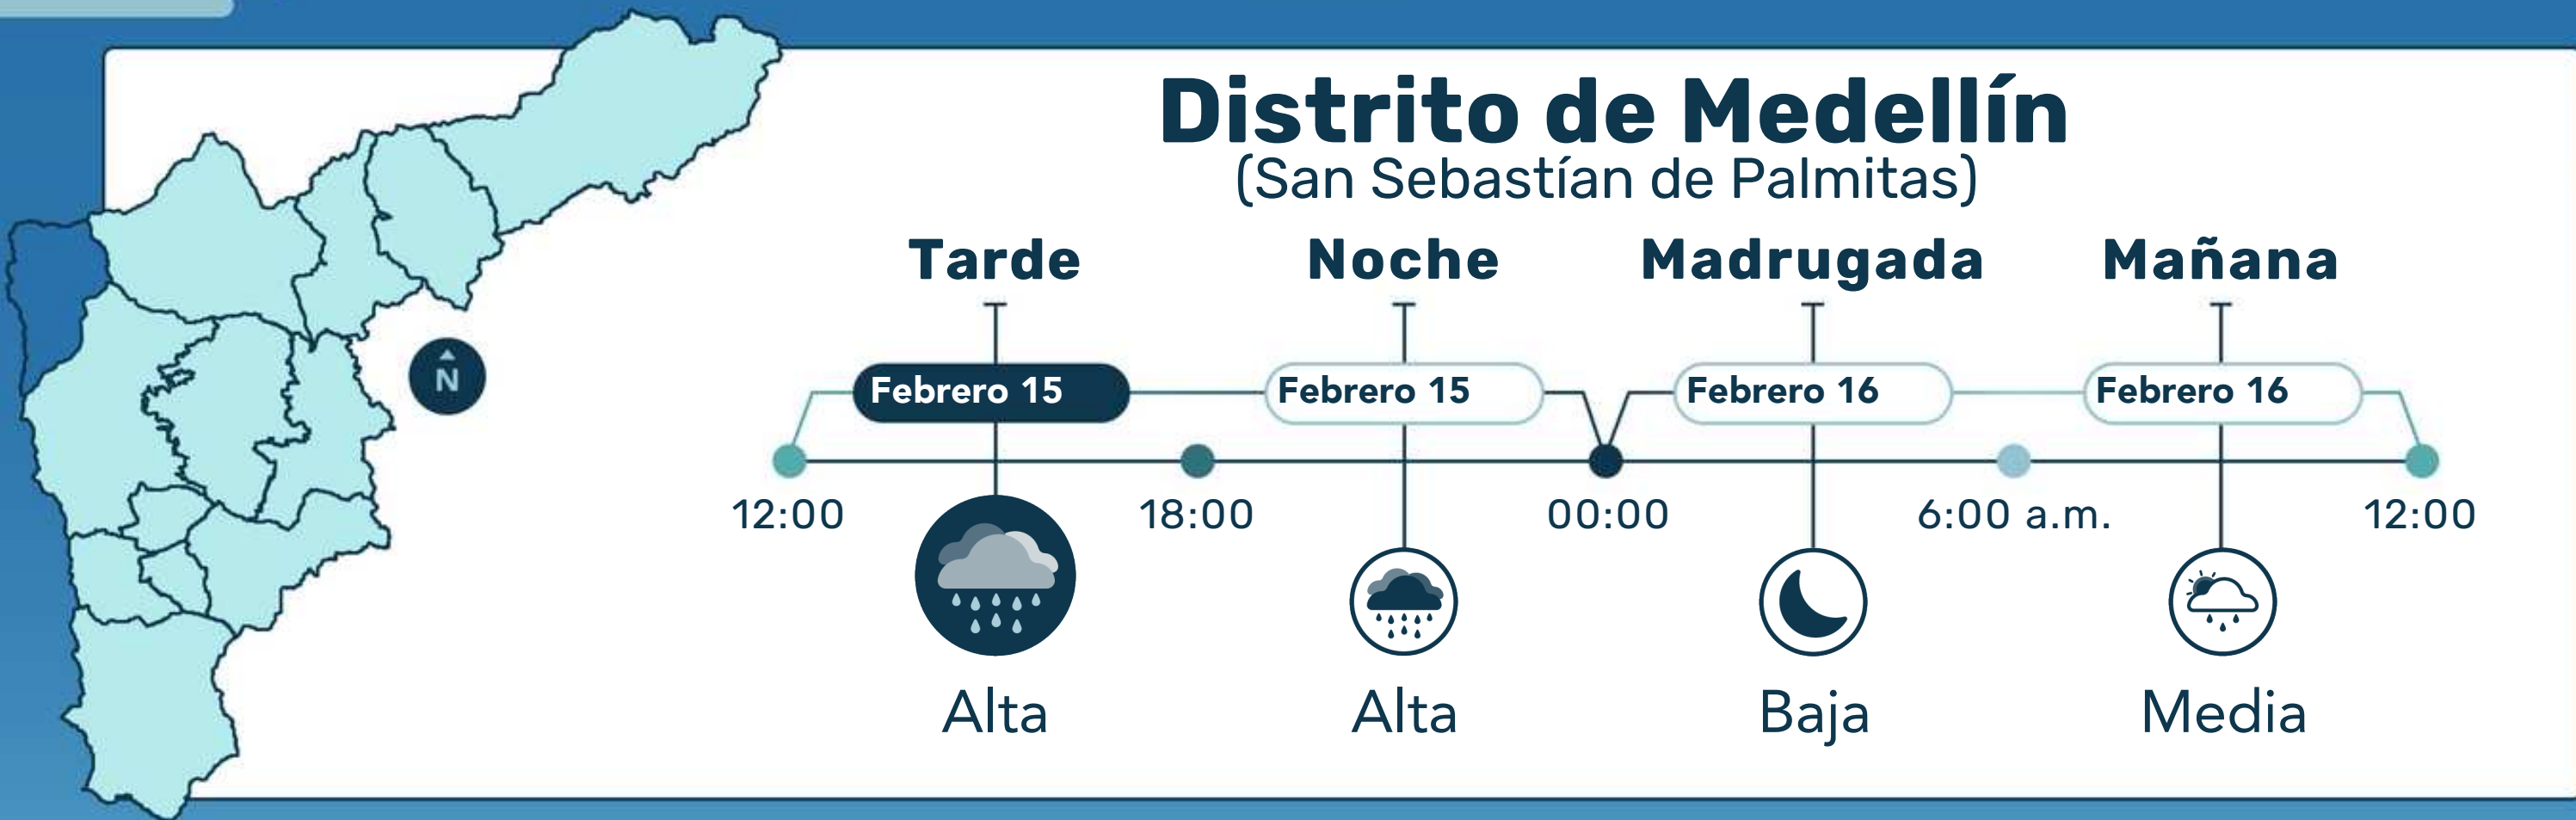 Distrito de Medellín
(San Sebastían de Palmitas)
Tarde Noche Madrugada Mañana
N
Febrero 15 Febrero 15 Febrero 16 Febrero 16
12:00 18:00 00:00 6:00 a.m. 12:00
Alta Alta Baja Media